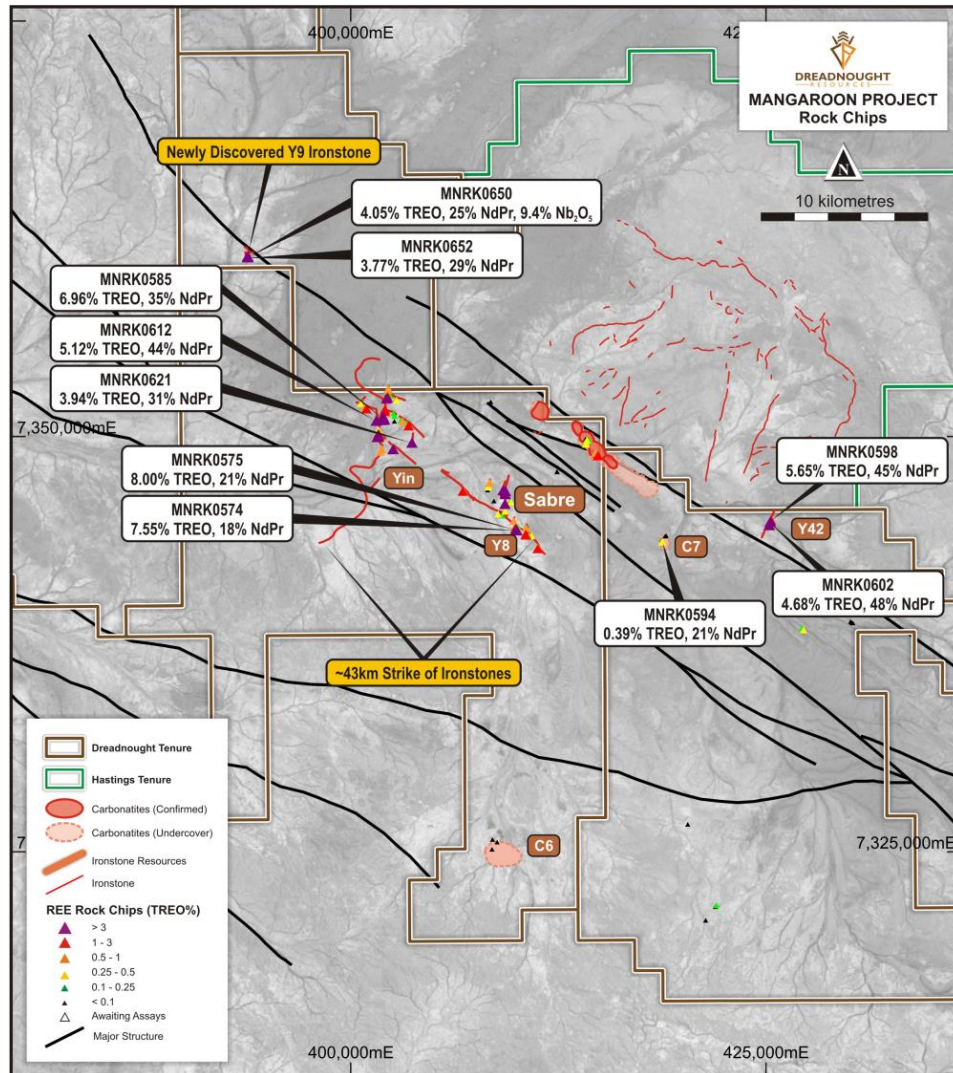 400,000mE
DREADNOUGHT
RESOURCES
MANGAROON PROJECT
Rock Chips
N
10 kilometres
Newly Discovered Y9 Ironstone
MNRK0650
4.05% TREO, 25% NdPr, 9.4% Nb₂O₅
MNRK0652
3.77% TREO, 29% NdPr
MNRK0585
6.96% TREO, 35% NdPr
MNRK0612
5.12% TREO, 44% NdPr
MNRK0621
3.94% TREO, 31% NdPr
7,350,000mE
MNRK0575
8.00% TREO, 21% NdPr
MNRK0574
7.55% TREO, 18% NdPr
Yin
Sabre
Y8
C7
MNRK0598
5.65% TREO, 45% NdPr
Y42
MNRK0602
4.68% TREO, 48% NdPr
MNRK0594
0.39% TREO, 21% NdPr
~43km Strike of Ironstones
C6
7,325,000mE
Dreadnought Tenure
Hastings Tenure
Carbonatites (Confirmed)
Carbonatites (Undercover)
Ironstone Resources
Ironstone
REE Rock Chips (TREO%)
> 3
1 - 3
0.5 - 1
0.25 - 0.5
0.1 - 0.25
< 0.1
Awaiting Assays
Major Structure
400,000mE
425,000mE